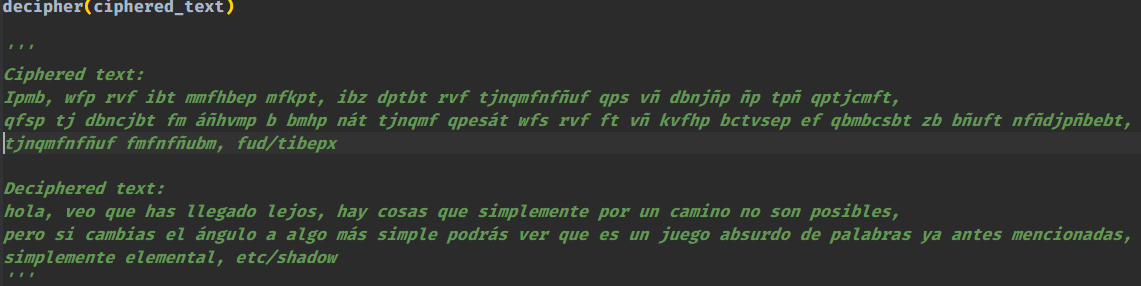 decipher(ciphered_text)
'''
Ciphered text:
Ipmb, wfp rvf ibt mmfhbep mfkpt, ibz dptbt rvf tjnqmfnfñuf qps vñ dbnjñp ñp tpñ qptjcmft,
qfsp tj dbncjbt fm áñhvmp b bmhp nát tjnqmf qpesát wfs rvf ft vñ kvfhp bctvsep ef qbmbcsbt zb bñuft nfñdjpñbebt,
tjnqmfnfñuf fmfnfñubm, fud/tibepx
Deciphered text:
hola, veo que has llegado lejos, hay cosas que simplemente por un camino no son posibles,
pero si cambias el ángulo a algo más simple podrás ver que es un juego absurdo de palabras ya antes mencionadas,
simplemente elemental, etc/shadow
'''